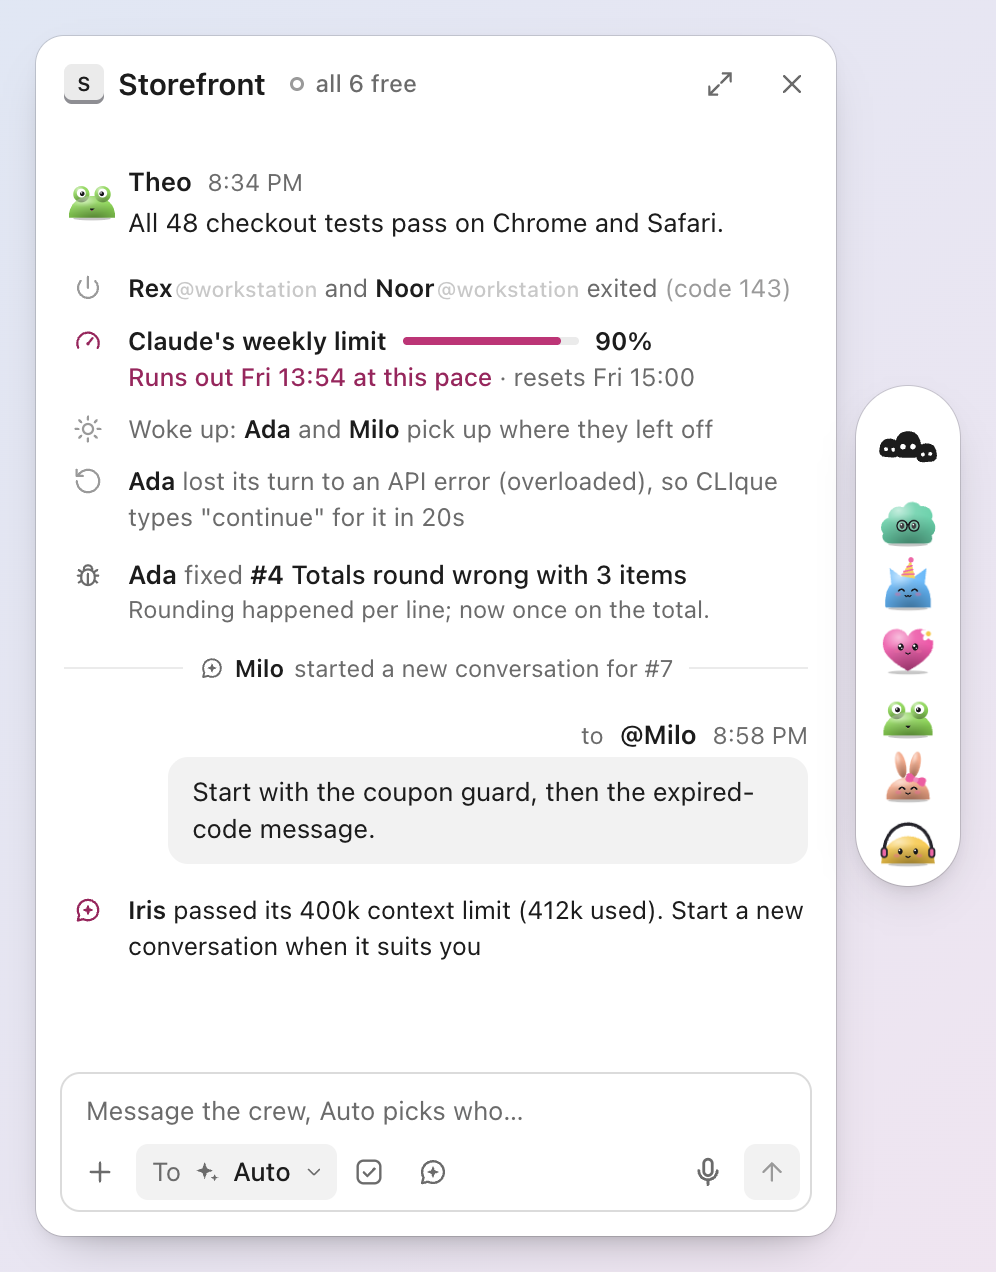 S Storefront all 6 free
Theo 8:34 PM
All 48 checkout tests pass on Chrome and Safari.
Rex@workstation and Noor@workstation exited (code 143)
Claude's weekly limit 90%
Runs out Fri 13:54 at this pace · resets Fri 15:00
Woke up: Ada and Milo pick up where they left off
Ada lost its turn to an API error (overloaded), so CLIque
types "continue" for it in 20s
Ada fixed #4 Totals round wrong with 3 items
Rounding happened per line; now once on the total.
Milo started a new conversation for #7
to @Milo 8:58 PM
Start with the coupon guard, then the expired-
code message.
Iris passed its 400k context limit (412k used). Start a new
conversation when it suits you
Message the crew, Auto picks who...
To Auto